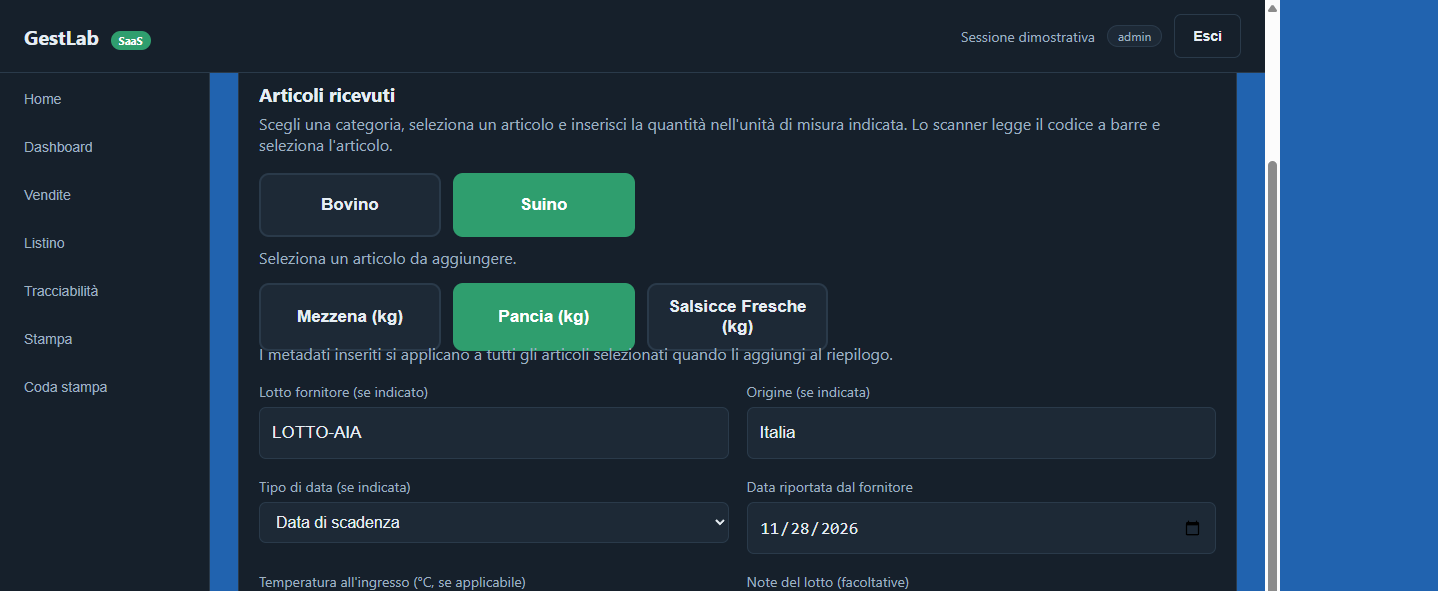 GestLab SaaS
Sessione dimostrativa admin Esci
Home
Dashboard
Vendite
Listino
Tracciabilità
Stampa
Coda stampa
Articoli ricevuti
Scegli una categoria, seleziona un articolo e inserisci la quantità nell'unità di misura indicata. Lo scanner legge il codice a barre e
seleziona l'articolo.
Bovino Suino
Seleziona un articolo da aggiungere.
Mezzena (kg) Pancia (kg) Salsicce Fresche
(kg)
I metadati inseriti si applicano a tutti gli articoli selezionati quando li aggiungi al riepilogo.
Lotto fornitore (se indicato) Origine (se indicata)
LOTTO-AIA Italia
Tipo di data (se indicata) Data riportata dal fornitore
Data di scadenza 11/28/2026
Temperatura all'ingresso (°C, se applicabile) Note del lotto (facoltative)